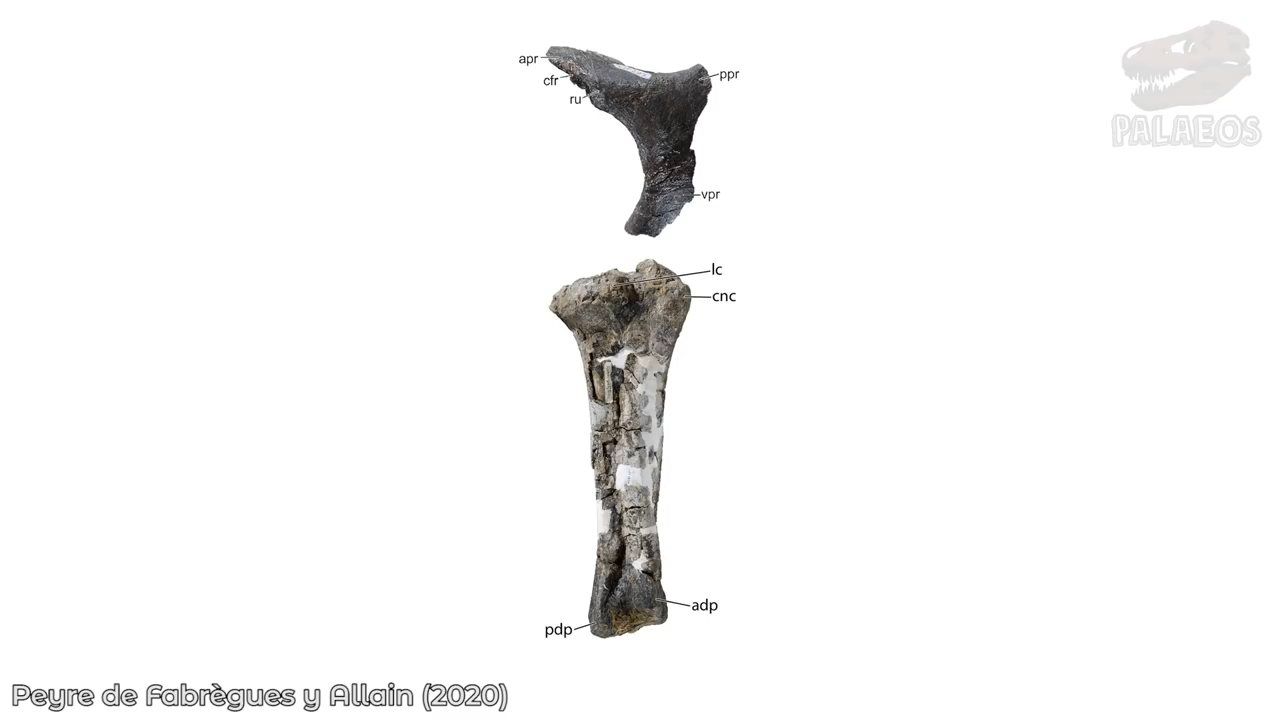 apr
cfr
ru
ppr
vpr
lc
cnc
adp
pdp
PALAEOS
Peyre de Fabrègues y Allain (2020)